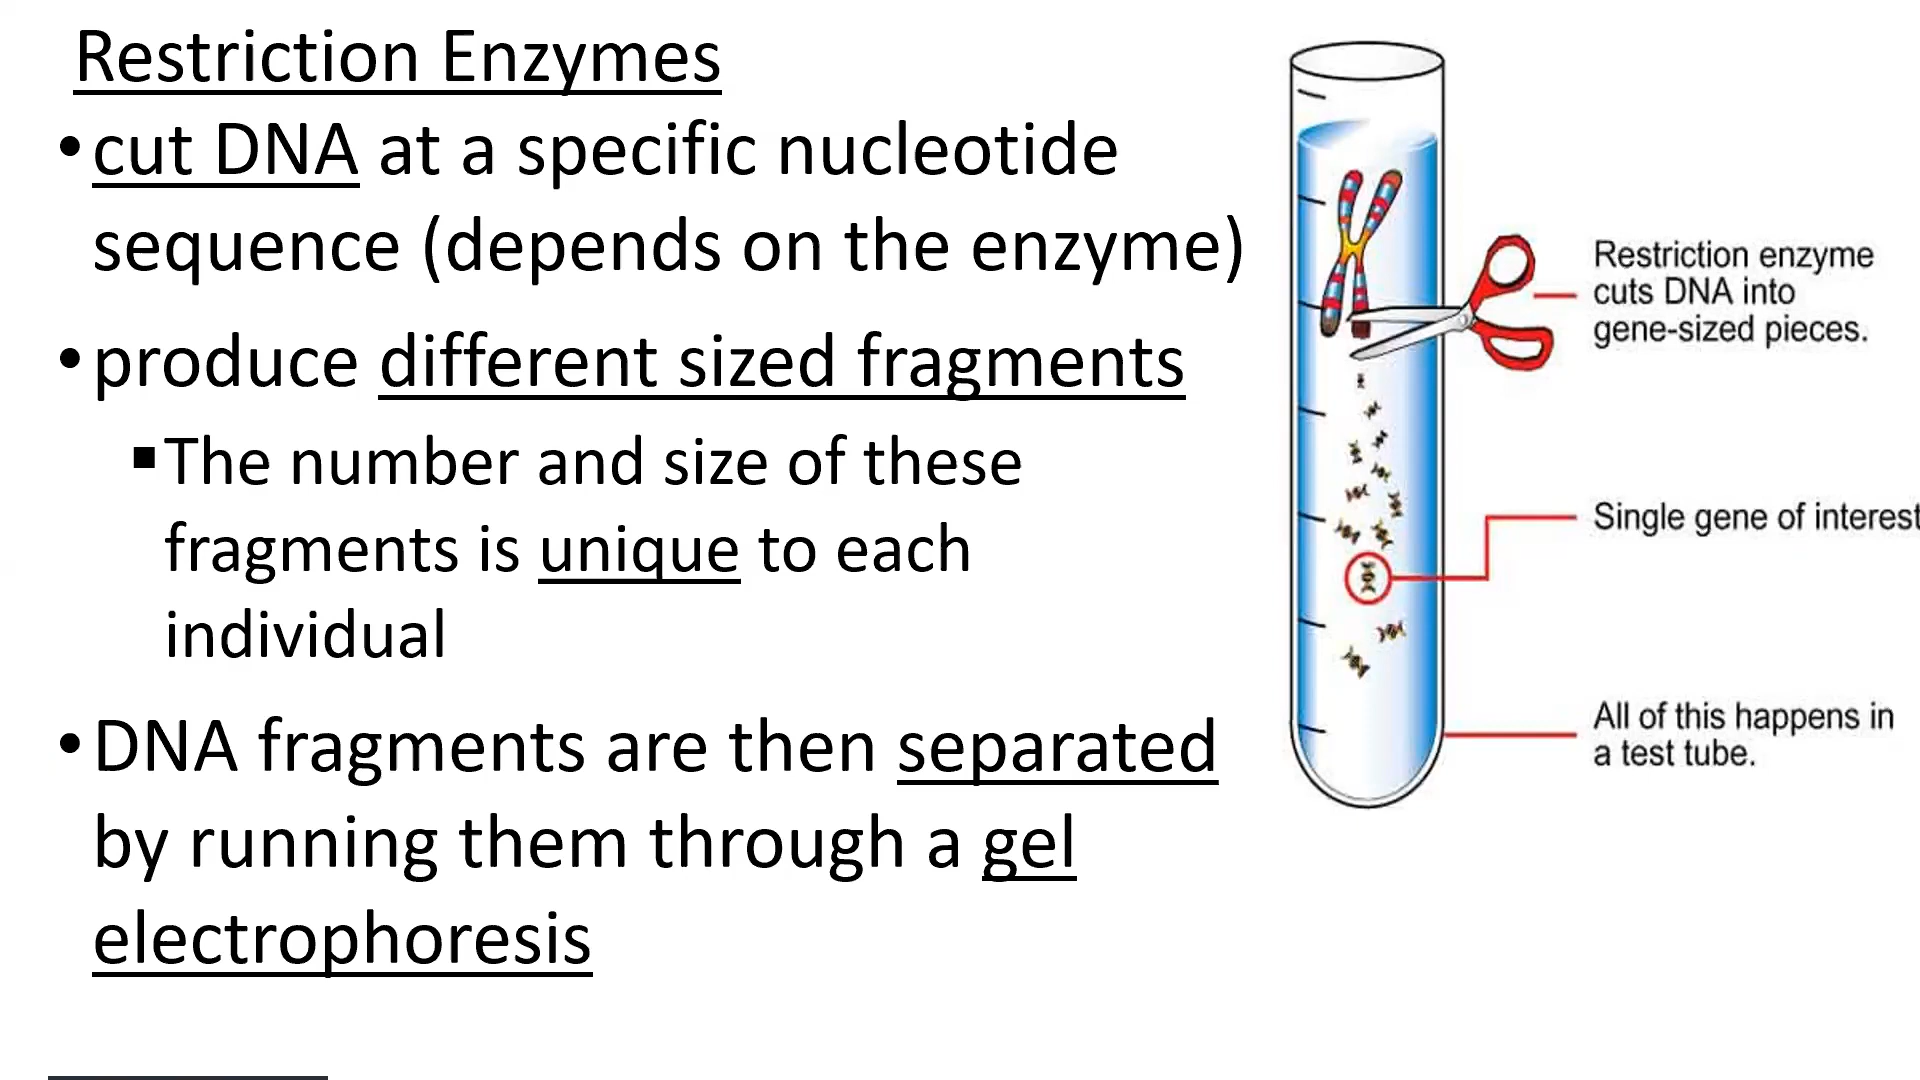 Restriction Enzymes
•cut DNA at a specific nucleotide
sequence (depends on the enzyme)
•produce different sized fragments
▪The number and size of these
fragments is unique to each
individual
•DNA fragments are then separated
by running them through a gel
electrophoresis
Restriction enzyme
cuts DNA into
gene-sized pieces.
Single gene of interest
All of this happens in
a test tube.